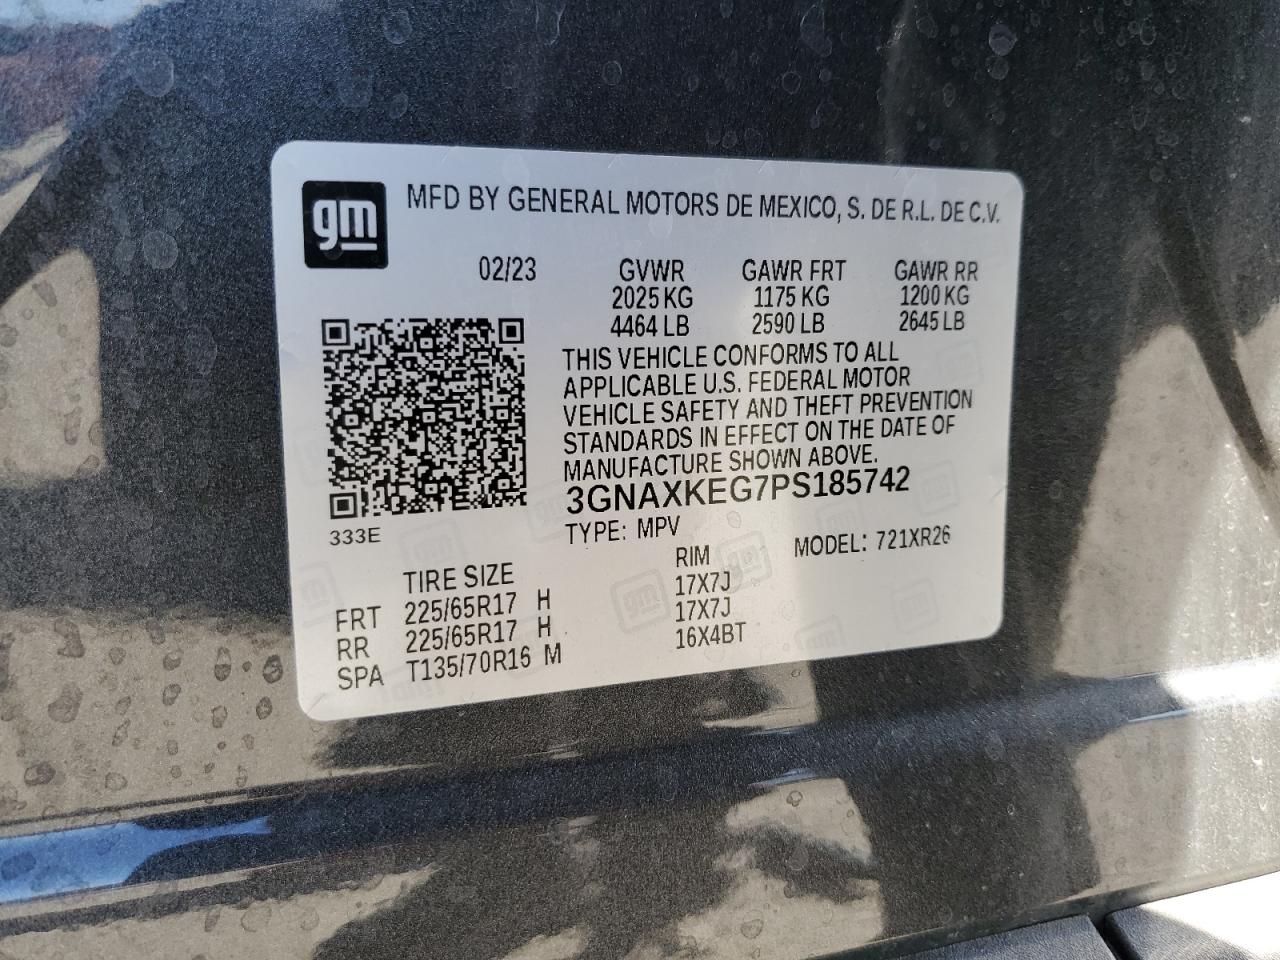 gm
MFD BY GENERAL MOTORS DE MEXICO, S. DE R.L. DE C.V.
02/23 GVWR GAWR FRT GAWR RR
2025 KG 1175 KG 1200 KG
4464 LB 2590 LB 2645 LB
THIS VEHICLE CONFORMS TO ALL
APPLICABLE U.S. FEDERAL MOTOR
VEHICLE SAFETY AND THEFT PREVENTION
STANDARDS IN EFFECT ON THE DATE OF
MANUFACTURE SHOWN ABOVE.
3GNAXKEG7PS185742
333E
TYPE: MPV MODEL: 721XR26
TIRE SIZE RIM
FRT 225/65R17 H 17X7J
RR 225/65R17 H 17X7J
SPA T135/70R16 M 16X4BT